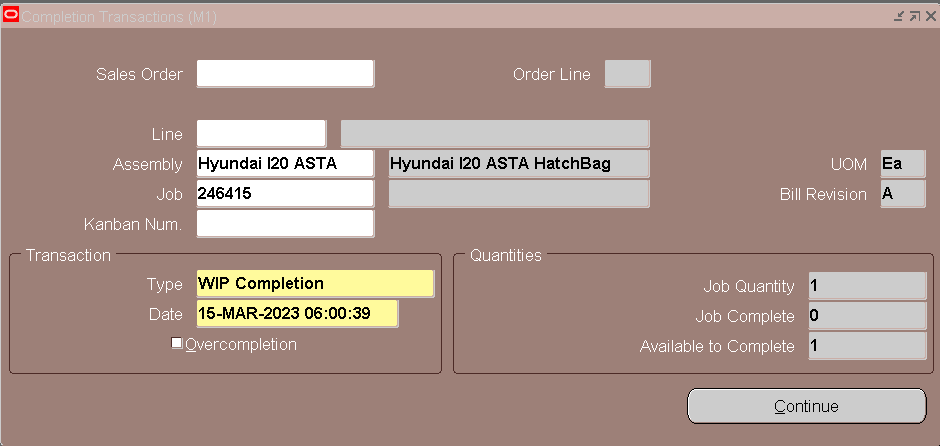 Completion Transactions (M1)
Sales Order
Order Line
Line
Assembly Hyundai I20 ASTA Hyundai I20 ASTA HatchBag UOM Ea
Job 246415 Bill Revision A
Kanban Num.
Transaction
Quantities
Type WIP Completion
Job Quantity 1
Date 15-MAR-2023 06:00:39
Job Complete 0
Overcompletion
Available to Complete 1
Continue